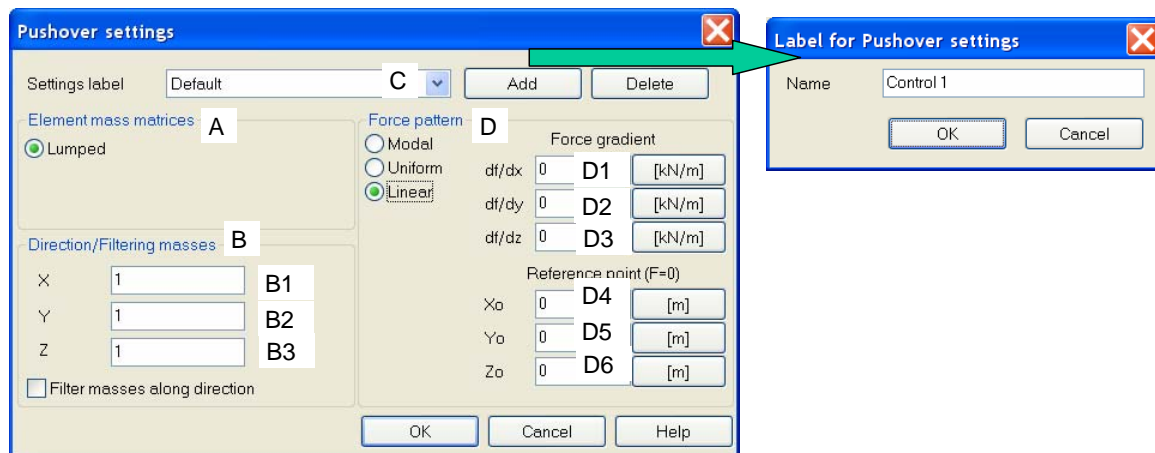 Pushover settings
Settings label Default C Add Delete
Element mass matrices A
Lumped
Direction/Filtering masses B
X 1 B1
Y 1 B2
Z 1 B3
Filter masses along direction
Force pattern D
Modal
Uniform
Linear
Force gradient
df/dx 0 D1 [kN/m]
df/dy 0 D2 [kN/m]
df/dz 0 D3 [kN/m]
Reference point (F=0)
Xo 0 D4 [m]
Yo 0 D5 [m]
Zo 0 D6 [m]
OK Cancel Help
Label for Pushover settings
Name Control 1
OK Cancel